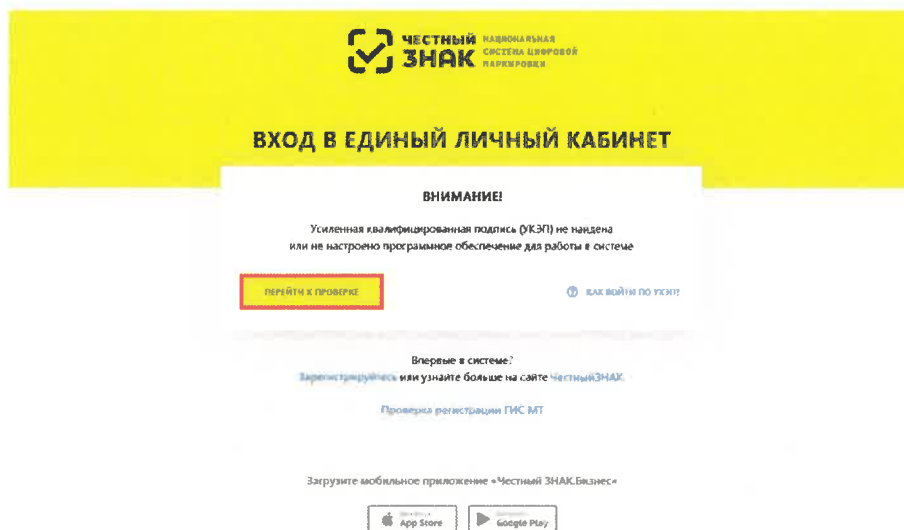 ЧЕСТНЫЙ
ЗНАК
НАЦИОНАЛЬНАЯ
СИСТЕМА ЦИФРОВОЙ
МАРКИРОВКИ
ВХОД В ЕДИНЫЙ ЛИЧНЫЙ КАБИНЕТ
ВНИМАНИЕ!
Усиленная квалифицированная подпись (УКЭП) не найдена
или не настроено программное обеспечение для работы в системе
ПЕРЕЙТИ К ПРОВЕРКЕ
КАК ВОЙТИ ПО УКЭП?
Впервые в системе?
Зарегистрируйтесь или узнайте больше на сайте ЧестныйЗНАК.
Проверка регистрации ГИС МТ
Загрузите мобильное приложение «Честный ЗНАК.Бизнес»
App Store
Google Play